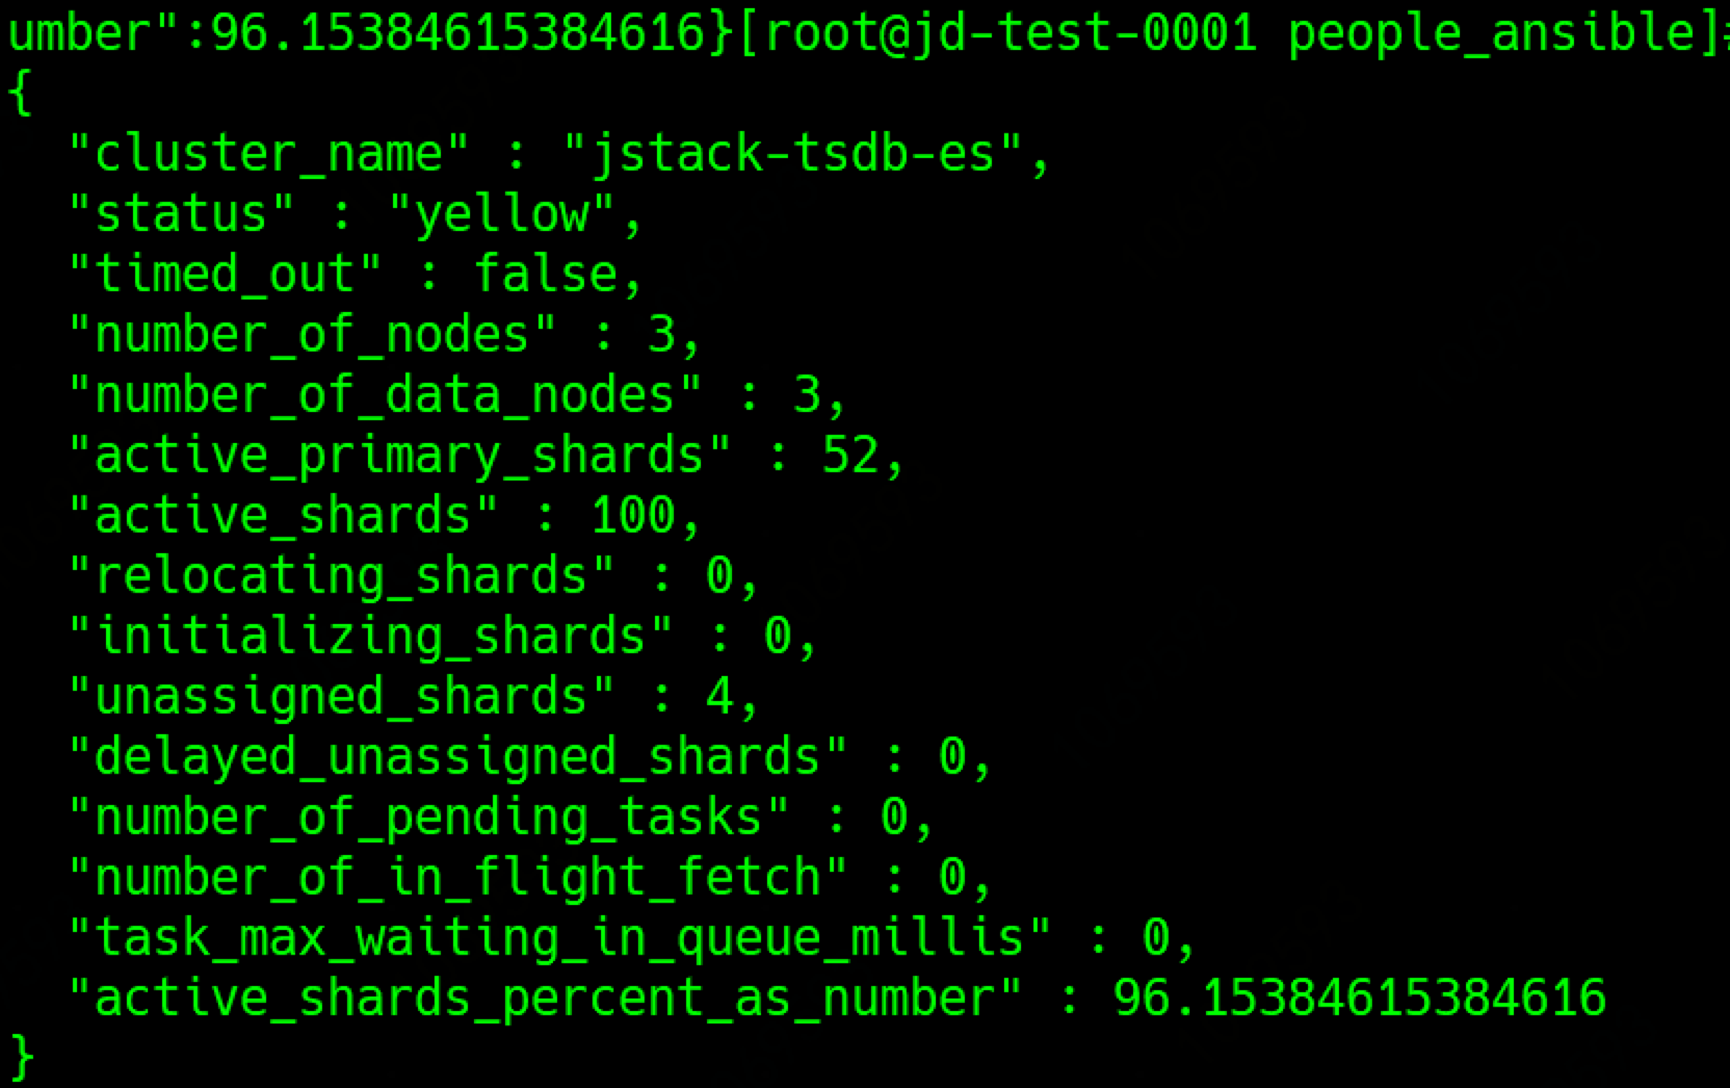 umber":96.15384615384616}[root@jd-test-0001 people_ansible]#
{
  "cluster_name" : "jstack-tsdb-es",
  "status" : "yellow",
  "timed_out" : false,
  "number_of_nodes" : 3,
  "number_of_data_nodes" : 3,
  "active_primary_shards" : 52,
  "active_shards" : 100,
  "relocating_shards" : 0,
  "initializing_shards" : 0,
  "unassigned_shards" : 4,
  "delayed_unassigned_shards" : 0,
  "number_of_pending_tasks" : 0,
  "number_of_in_flight_fetch" : 0,
  "task_max_waiting_in_queue_millis" : 0,
  "active_shards_percent_as_number" : 96.15384615384616
}